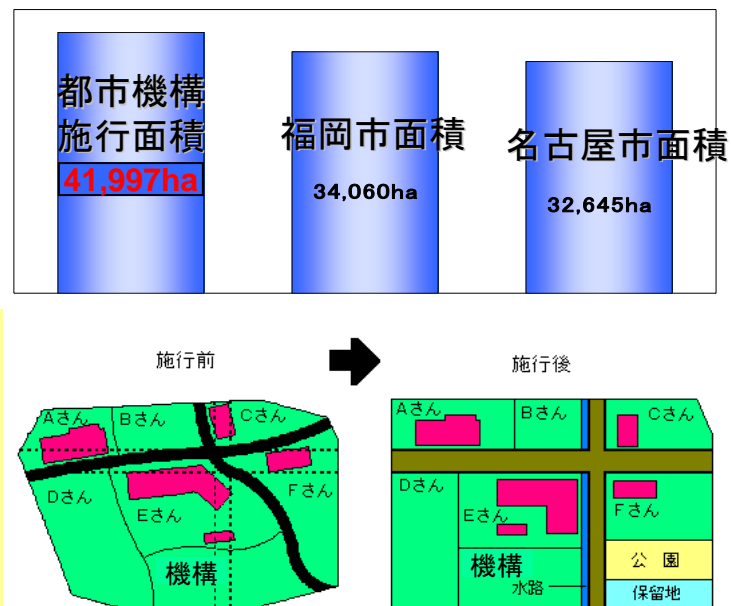 都市機構
施行面積
41,997ha
福岡市面積
34,060ha
名古屋市面積
32,645ha
施行前
施行後
Aさん
Bさん
Cさん
Dさん
Eさん
Fさん
機構
Aさん
Bさん
Cさん
Dさん
Eさん
Fさん
機構
水路
公園
保留地